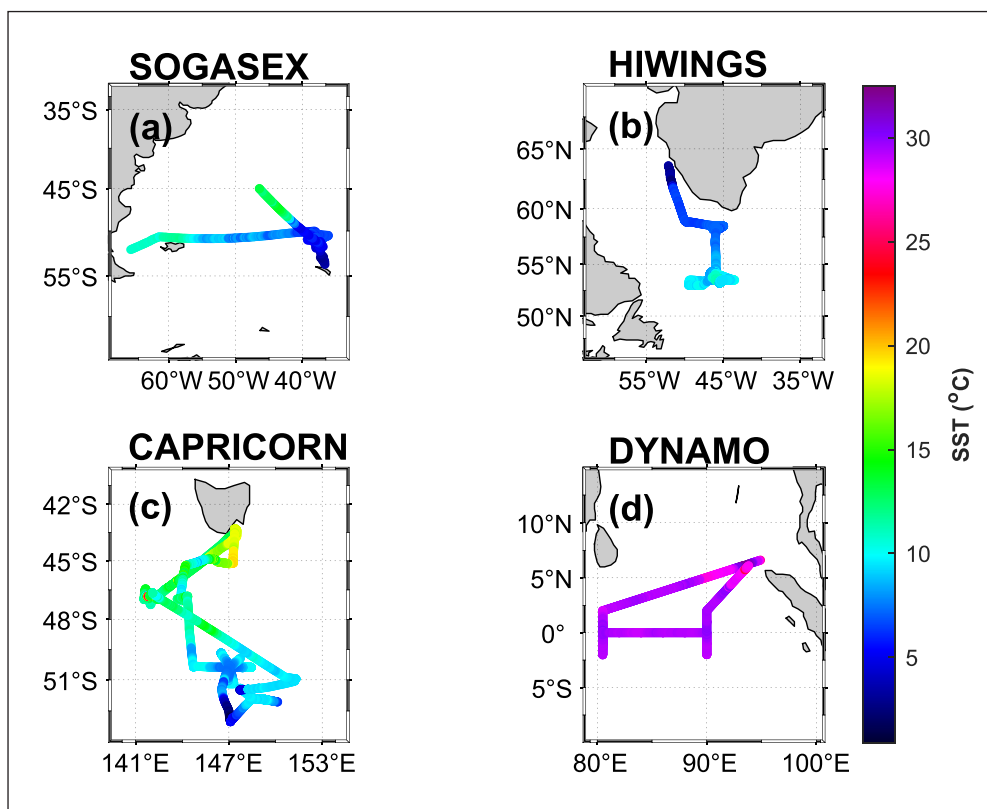 SOGASEX
(a)
35°S
45°S
55°S
60°W 50°W 40°W
HIWINGS
(b)
65°N
60°N
55°N
50°N
55°W 45°W 35°W
CAPRICORN
(c)
42°S
45°S
48°S
51°S
141°E 147°E 153°E
DYNAMO
(d)
10°N
5°N
0°
5°S
80°E 90°E 100°E
30
25
20
15
10
5
SST (°C)